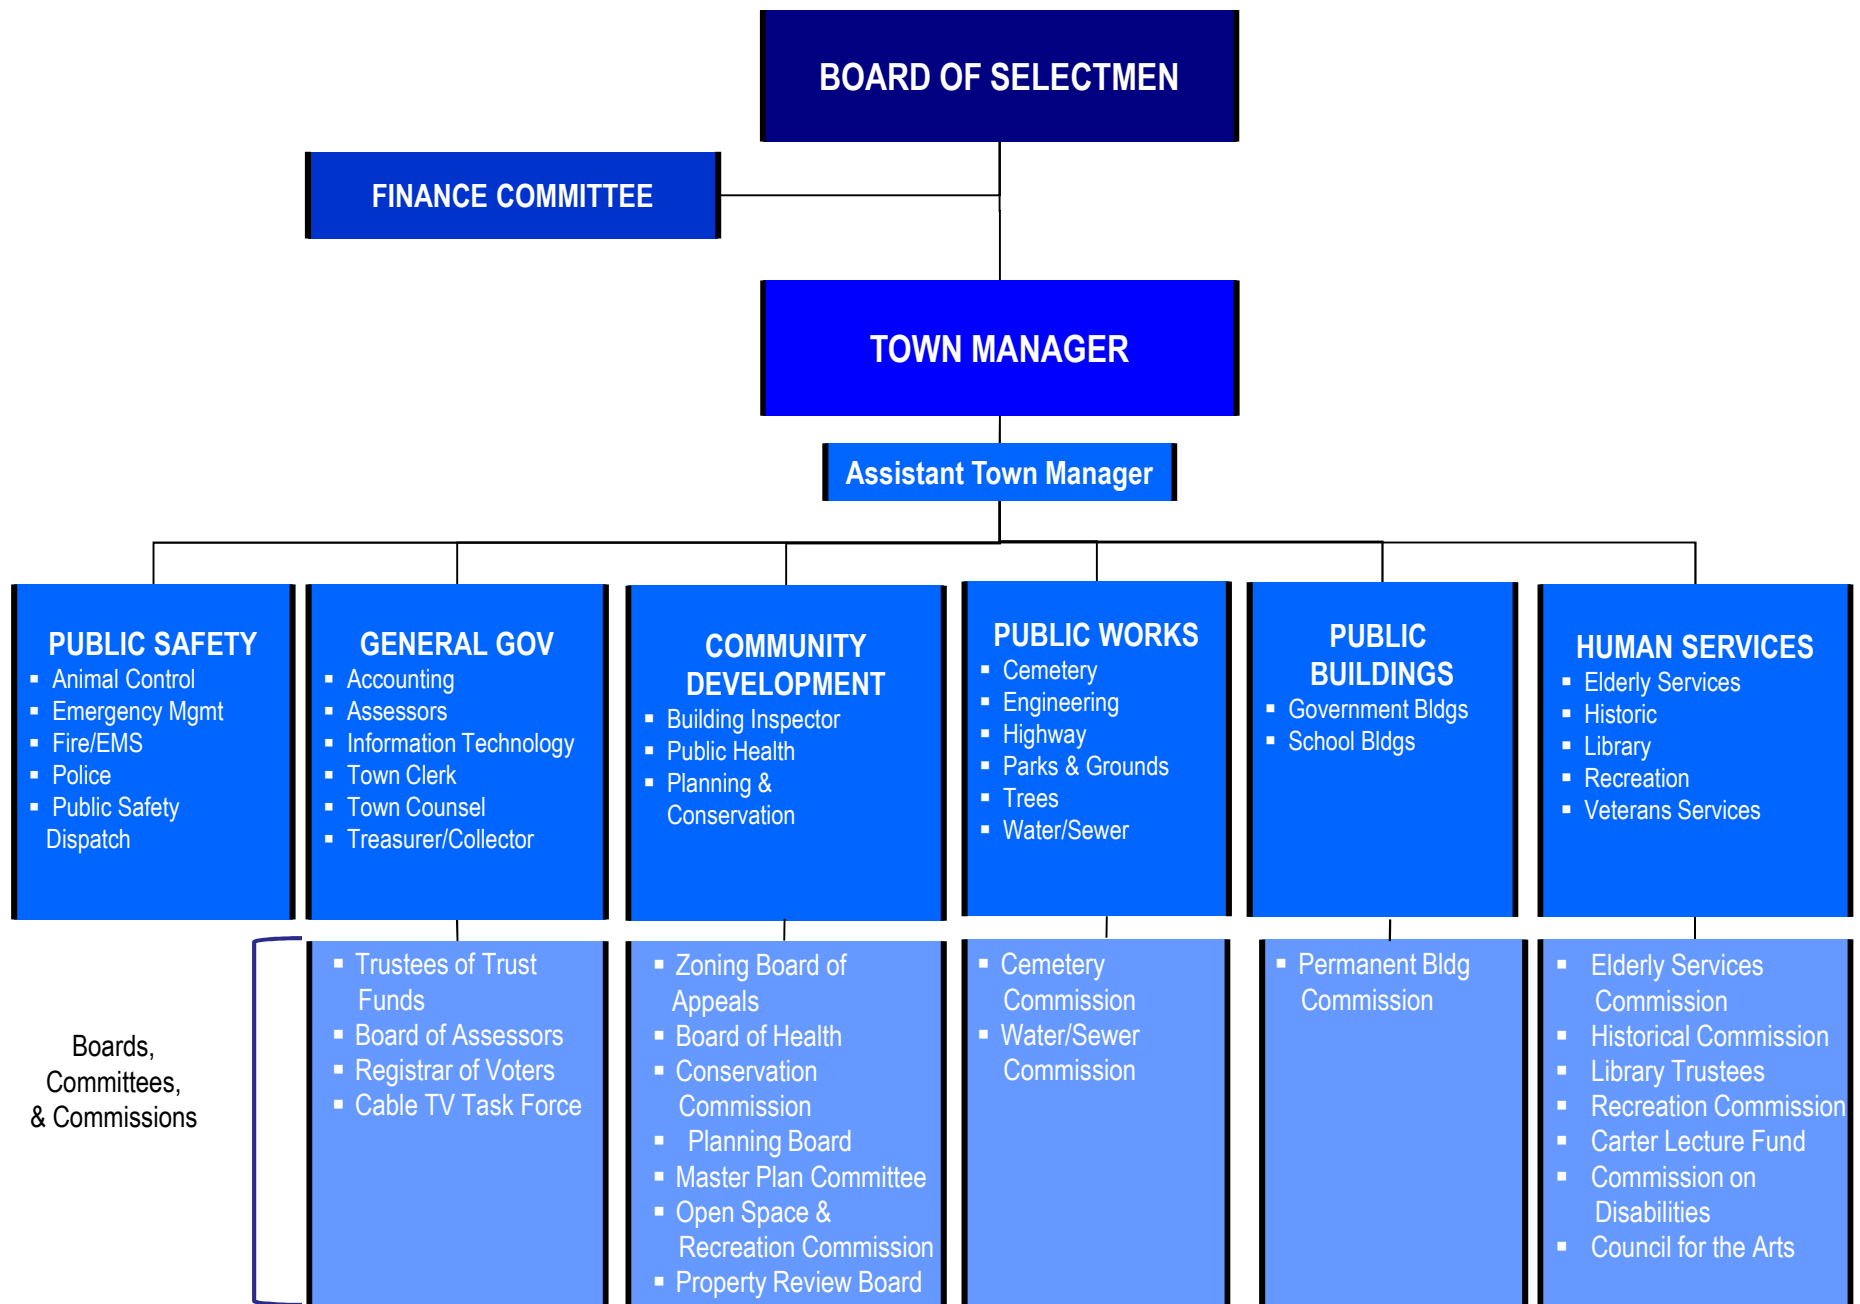 BOARD OF SELECTMEN
FINANCE COMMITTEE
TOWN MANAGER
Assistant Town Manager
PUBLIC SAFETY
▪ Animal Control
▪ Emergency Mgmt
▪ Fire/EMS
▪ Police
▪ Public Safety
Dispatch
GENERAL GOV
▪ Accounting
▪ Assessors
▪ Information Technology
▪ Town Clerk
▪ Town Counsel
▪ Treasurer/Collector
COMMUNITY
DEVELOPMENT
▪ Building Inspector
▪ Public Health
▪ Planning &
Conservation
PUBLIC WORKS
▪ Cemetery
▪ Engineering
▪ Highway
▪ Parks & Grounds
▪ Trees
▪ Water/Sewer
PUBLIC
BUILDINGS
▪ Government Bldgs
▪ School Bldgs
HUMAN SERVICES
▪ Elderly Services
▪ Historic
▪ Library
▪ Recreation
▪ Veterans Services
Boards,
Committees,
& Commissions
▪ Trustees of Trust
Funds
▪ Board of Assessors
▪ Registrar of Voters
▪ Cable TV Task Force
▪ Zoning Board of
Appeals
▪ Board of Health
▪ Conservation
Commission
▪ Planning Board
▪ Master Plan Committee
▪ Open Space &
Recreation Commission
▪ Property Review Board
▪ Cemetery
Commission
▪ Water/Sewer
Commission
▪ Permanent Bldg
Commission
▪ Elderly Services
Commission
▪ Historical Commission
▪ Library Trustees
▪ Recreation Commission
▪ Carter Lecture Fund
▪ Commission on
Disabilities
▪ Council for the Arts